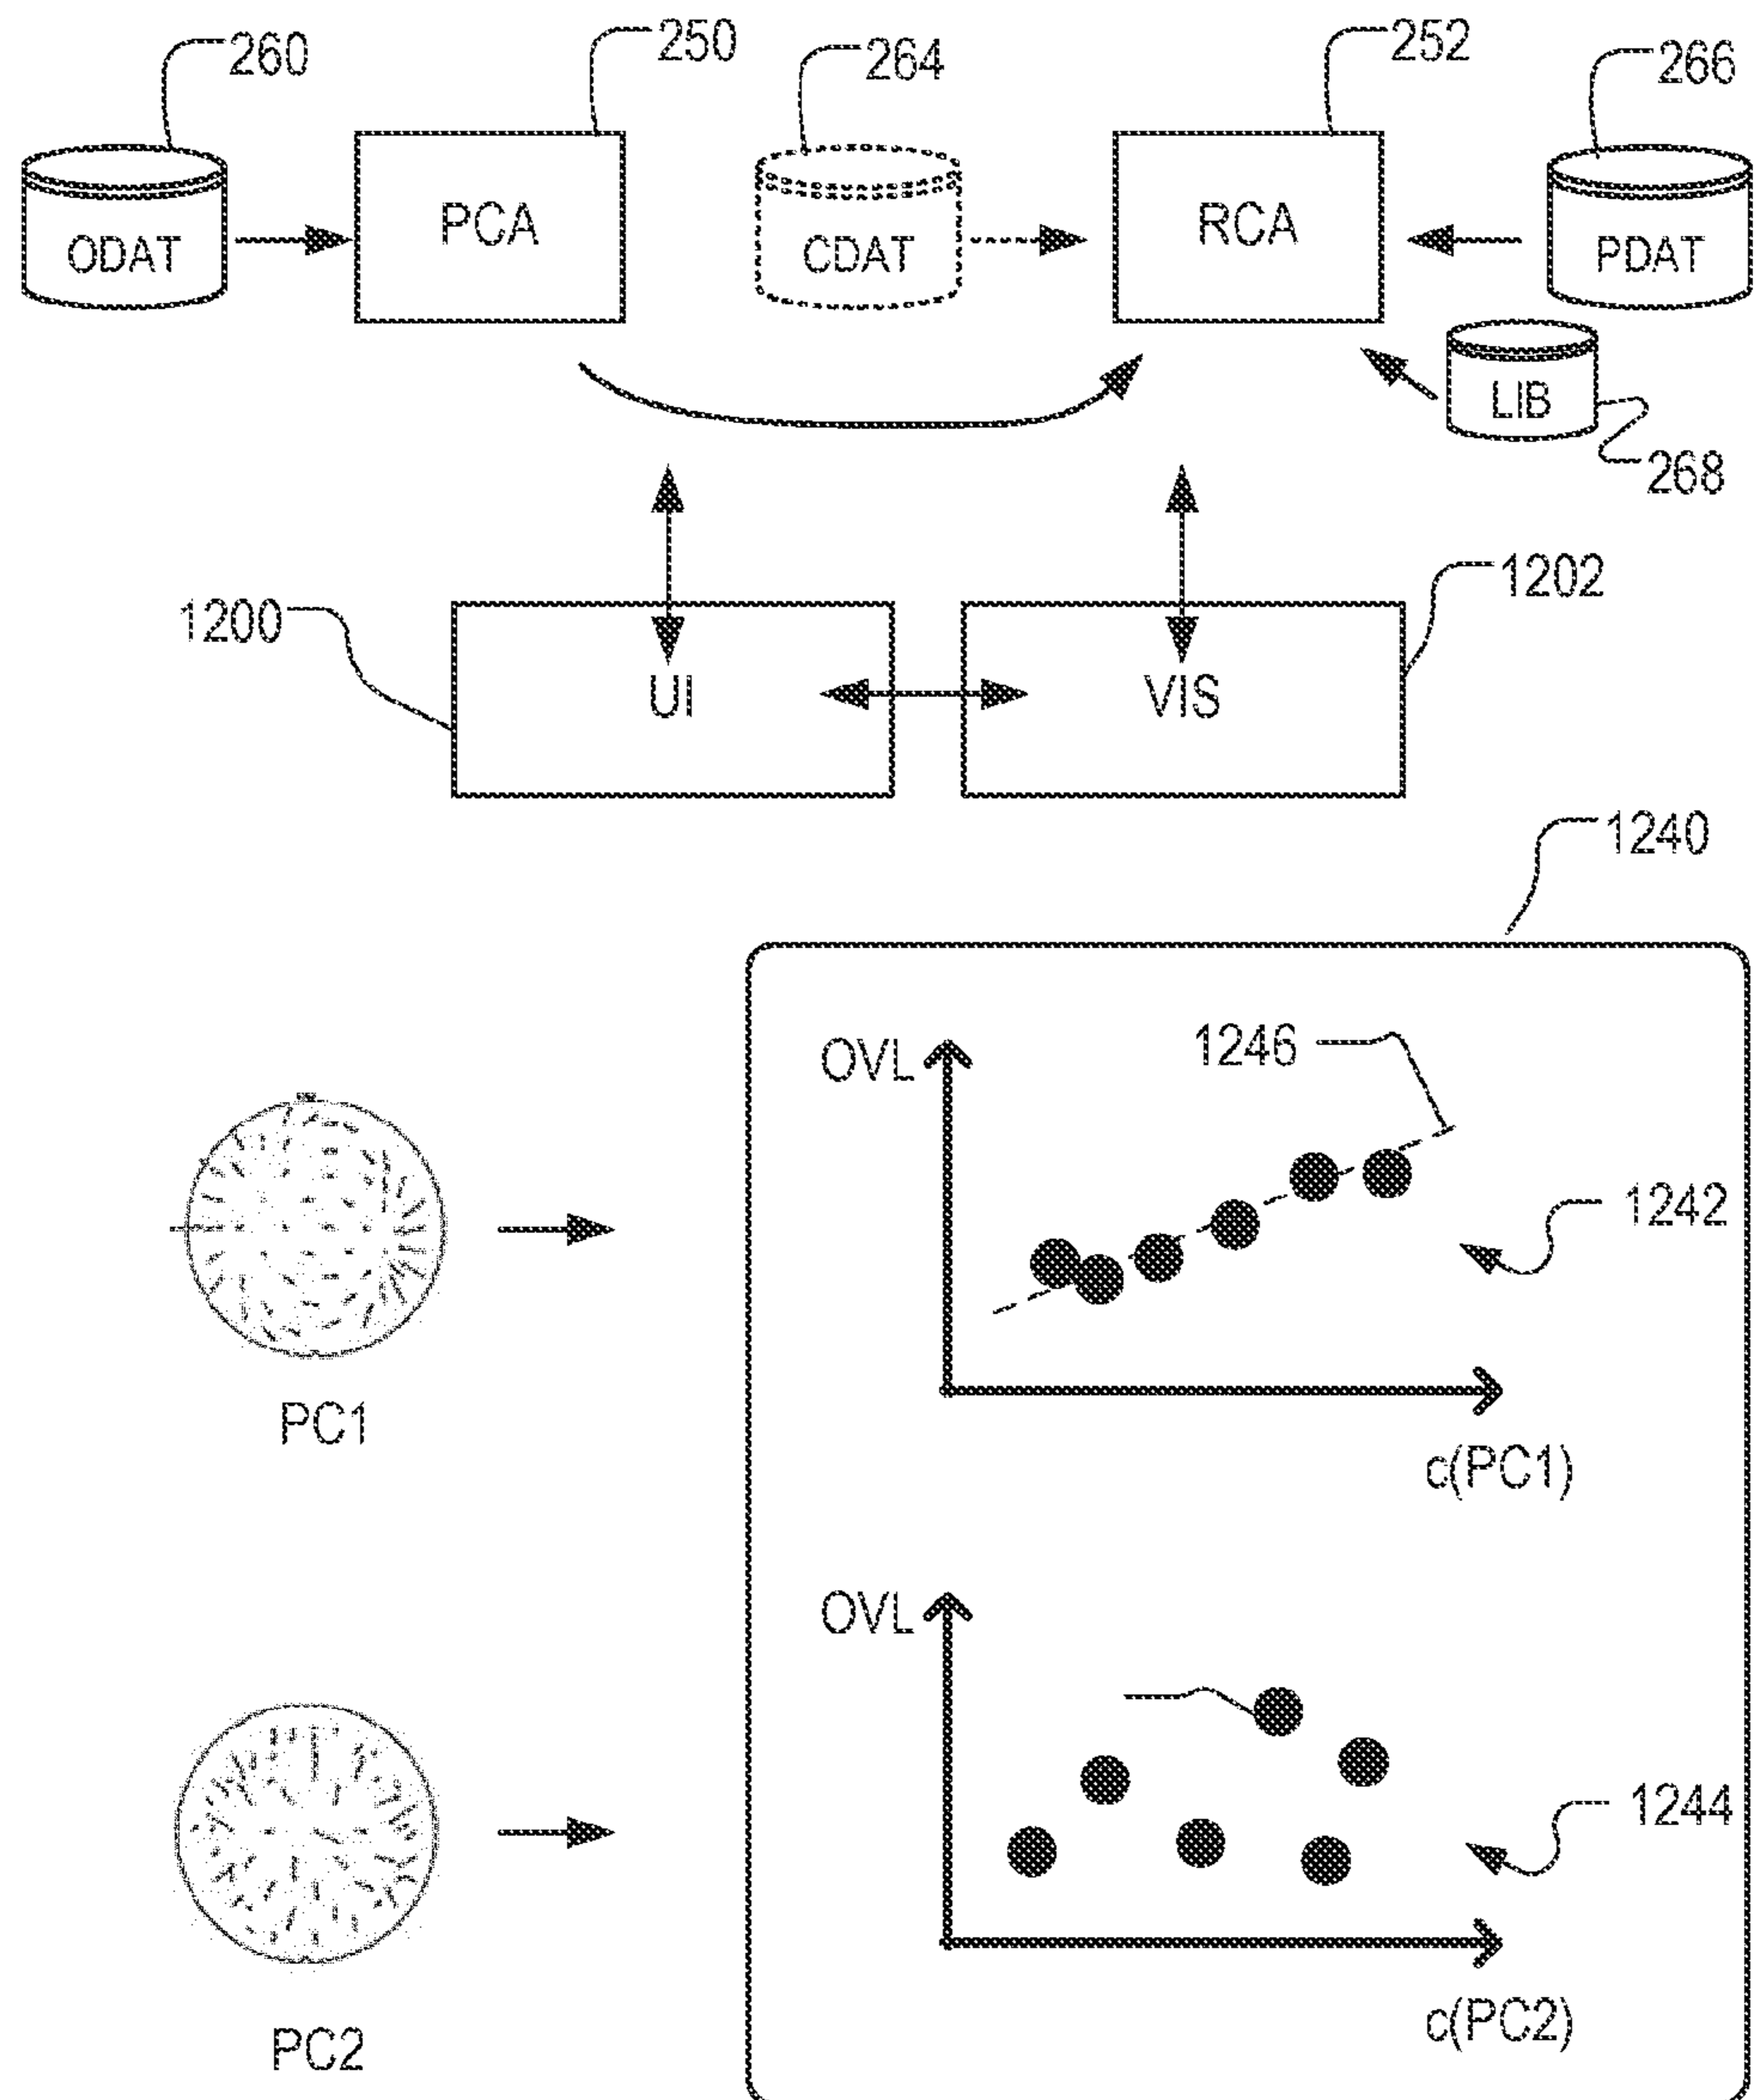 260 250 264 252 266
ODAT PCA CDAT RCA PDAT
LIB
268
1200 1202
UI VIS
1240
OVL 1246
1242
PC1
c(PC1)
OVL
1244
PC2
c(PC2)